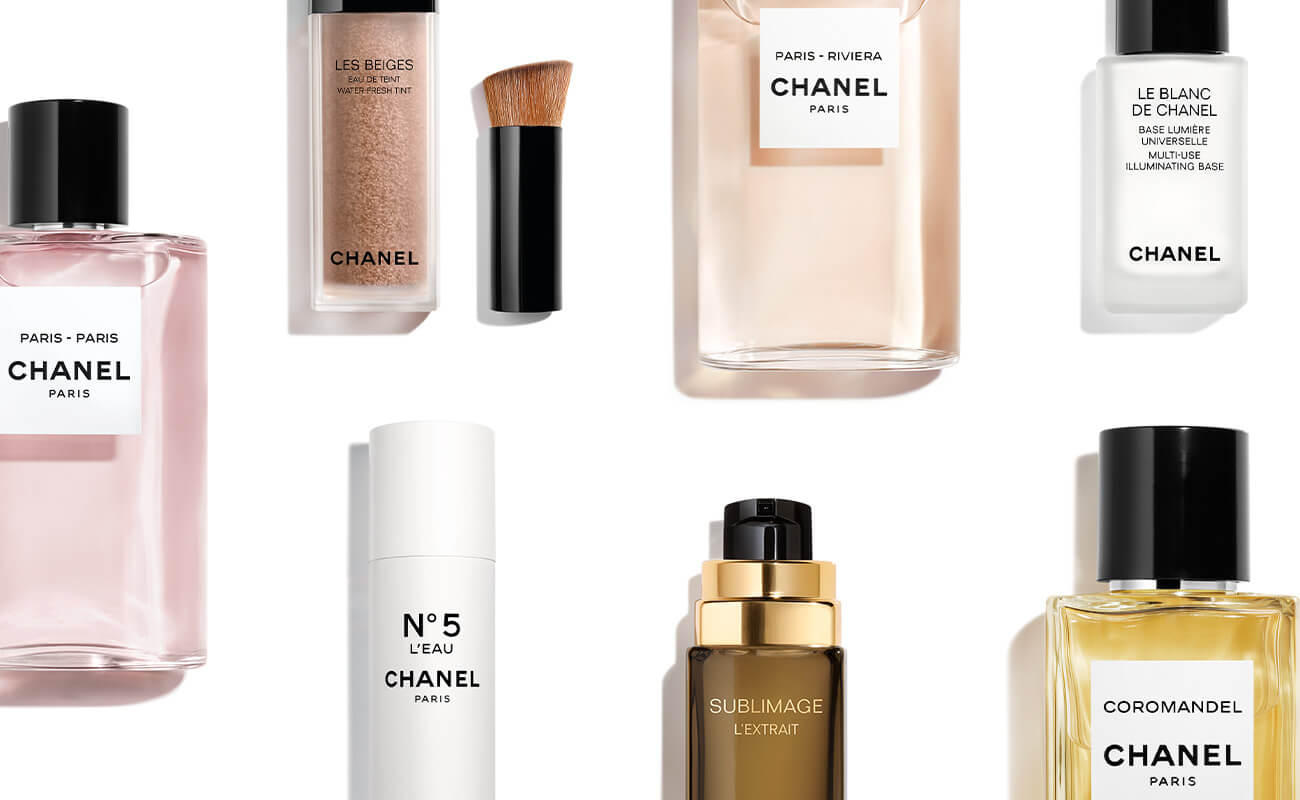 LES BEIGES
EAU DE TEINT
WATER-FRESH TINT
CHANEL
PARIS - RIVIERA
CHANEL
PARIS
LE BLANC
DE CHANEL
BASE LUMIÈRE
UNIVERSELLE
MULTI-USE
ILLUMINATING BASE
CHANEL
PARIS - PARIS
CHANEL
PARIS
N°5
L'EAU
CHANEL
PARIS
SUBLIMAGE
L'EXTRAIT
COROMANDEL
CHANEL
PARIS